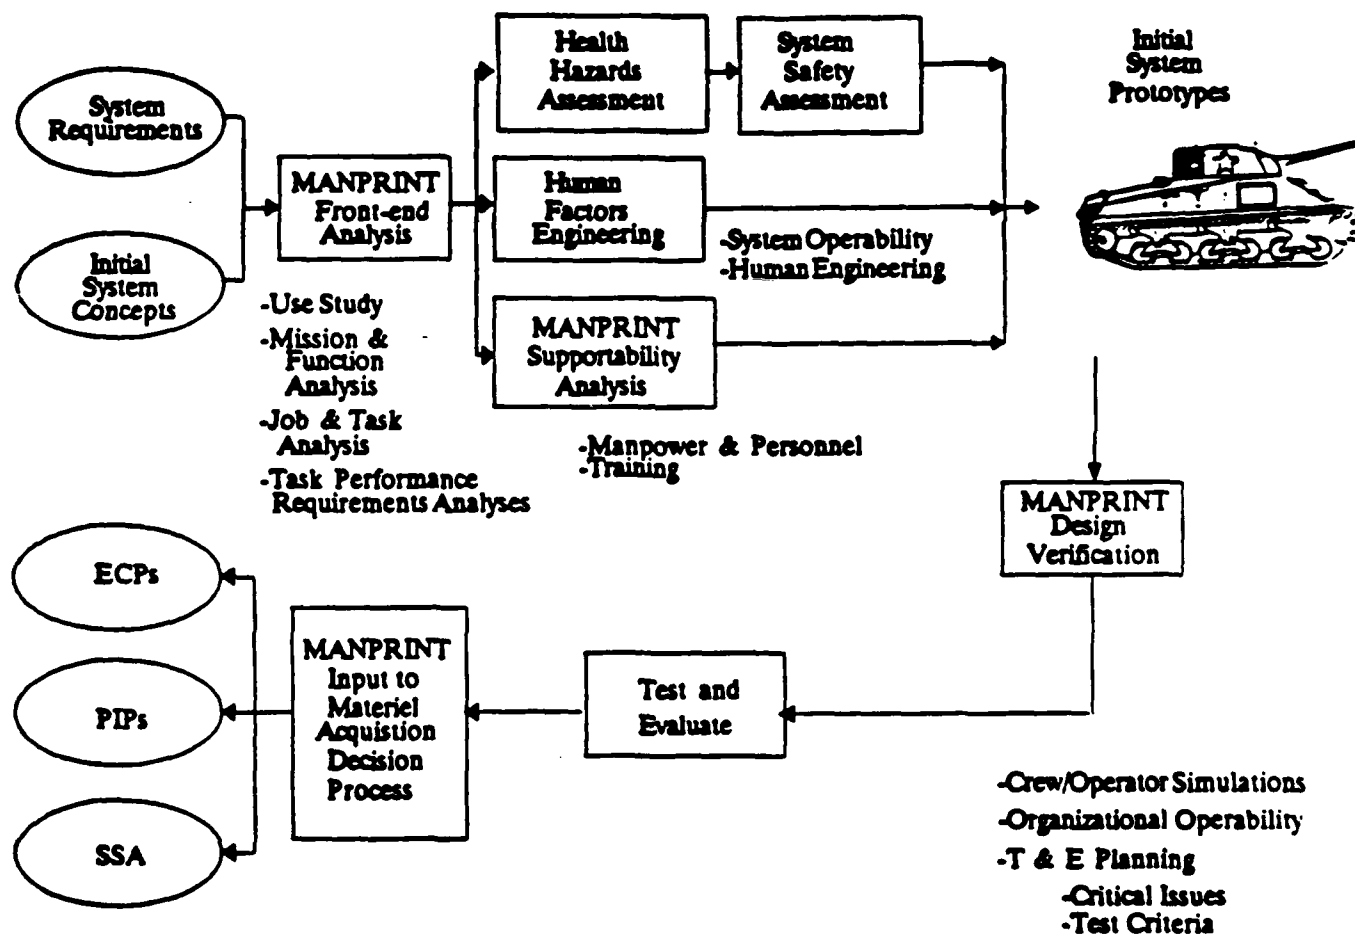 System
Requirements
Initial
System
Concepts
MANPRINT
Front-end
Analysis
-Use Study
-Mission &
Function
Analysis
-Job & Task
Analysis
-Task Performance
Requirements Analyses
Health
Hazards
Assessment
System
Safety
Assessment
Human
Factors
Engineering
-System Operability
-Human Engineering
MANPRINT
Supportability
Analysis
-Manpower & Personnel
-Training
Initial
System
Prototypes
MANPRINT
Design
Verification
-Crew/Operator Simulations
-Organizational Operability
-T & E Planning
-Critical Issues
-Test Criteria
Test and
Evaluate
MANPRINT
Input to
Materiel
Acquistion
Decision
Process
ECPs
PIPs
SSA